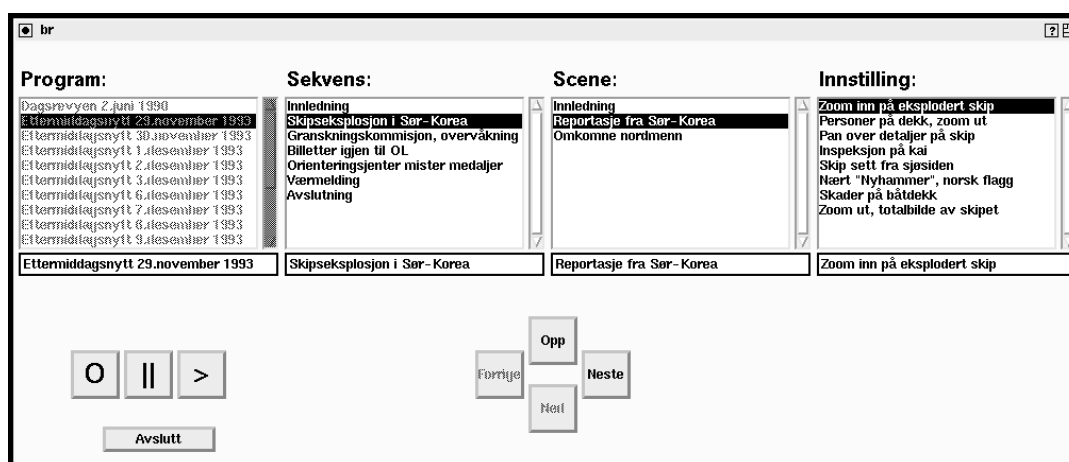 br
?
Program:
Dagsrevyen 2.juni 1990
Ettermiddagsnytt 29.november 1993
Ettermiddagsnytt 30.november 1993
Ettermiddagsnytt 1.desember 1993
Ettermiddagsnytt 2.desember 1993
Ettermiddagsnytt 3.desember 1993
Ettermiddagsnytt 6.desember 1993
Ettermiddagsnytt 7.desember 1993
Ettermiddagsnytt 8.desember 1993
Ettermiddagsnytt 9.desember 1993
Ettermiddagsnytt 29.november 1993
Sekvens:
Innledning
Skipseksplosjon i Sør-Korea
Granskningskommisjon, overvåkning
Billetter igjen til OL
Orienteringsjenter mister medaljer
Værmelding
Avslutning
Skipseksplosjon i Sør-Korea
Scene:
Innledning
Reportasje fra Sør-Korea
Omkomne nordmenn
Reportasje fra Sør-Korea
Innstilling:
Zoom inn på eksplodert skip
Personer på dekk, zoom ut
Pan over detaljer på skip
Inspeksjon på kai
Skip sett fra sjøsiden
Nært "Nyhammer", norsk flagg
Skader på båtdekk
Zoom ut, totalbilde av skipet
Zoom inn på eksplodert skip
O || >
Avslutt
Opp
Forrige Neste
Ned